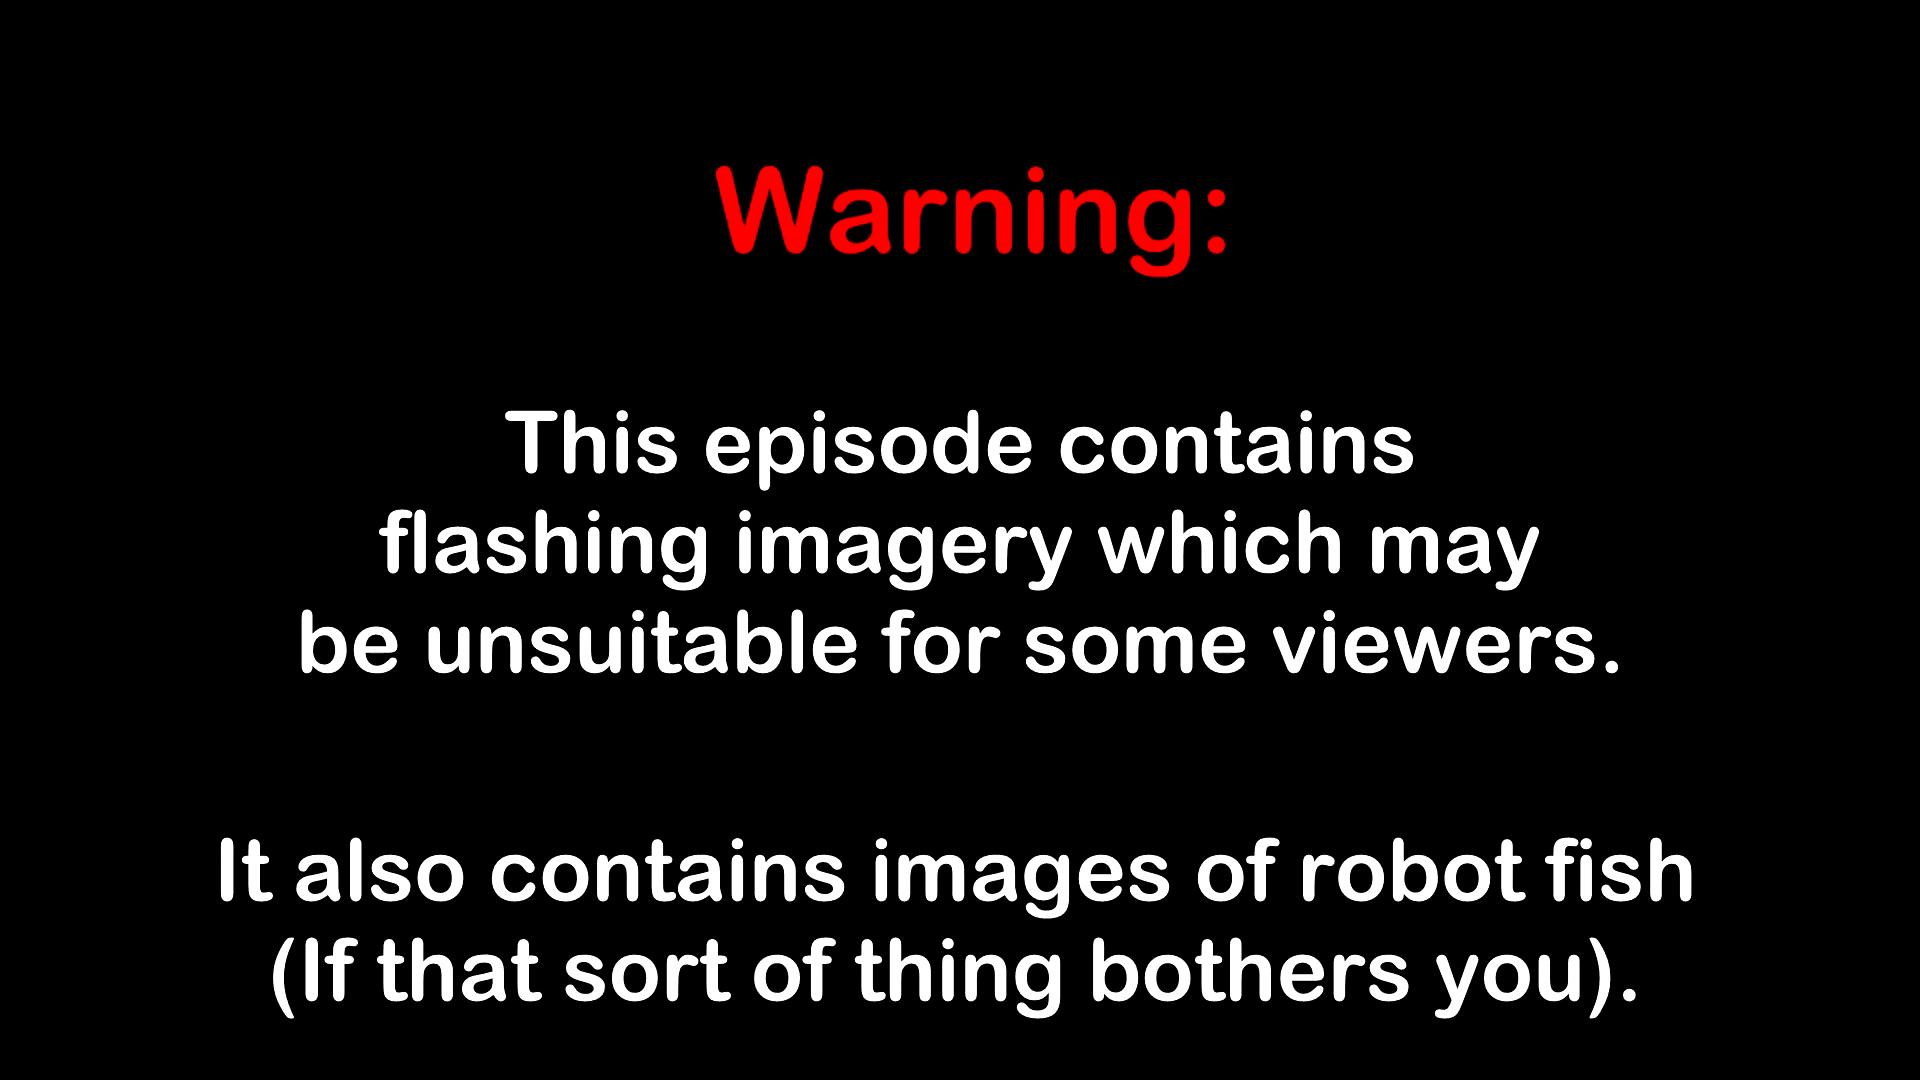 Warning:
This episode contains
flashing imagery which may
be unsuitable for some viewers.
It also contains images of robot fish
(If that sort of thing bothers you).